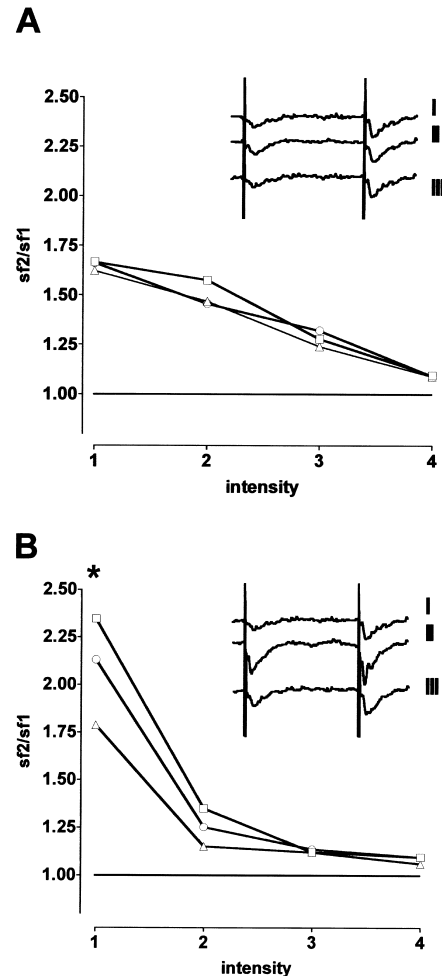 A
2.50
2.25
2.00
1.75
1.50
1.25
1.00
sf2/sf1
I
II
III
1 2 3 4
intensity
B
*
2.50
2.25
2.00
1.75
1.50
1.25
1.00
sf2/sf1
I
II
III
1 2 3 4
intensity